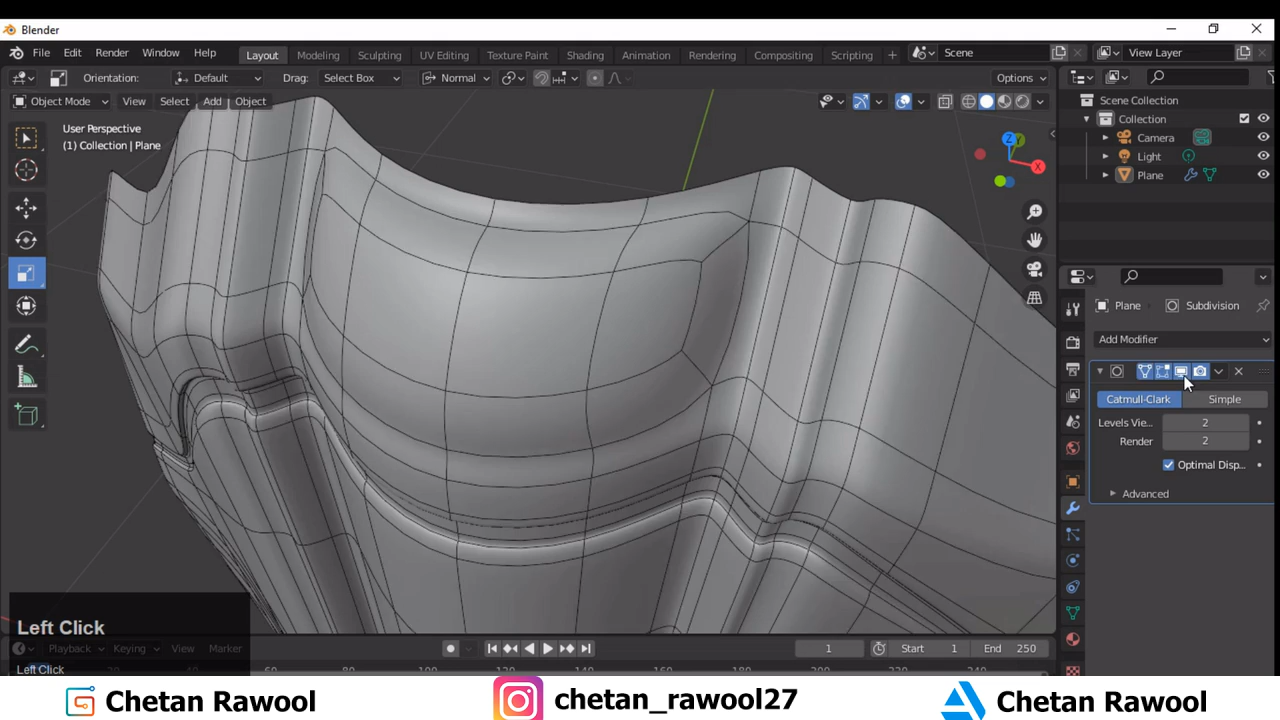 Blender
File Edit Render Window Help Layout Modeling Sculpting UV Editing Texture Paint Shading Animation Rendering Compositing Scripting + Scene View Layer
Orientation: Default Drag: Select Box Normal Options
Object Mode View Select Add Object
User Perspective
(1) Collection | Plane
X
Y
Z
Scene Collection
Collection
Camera
Light
Plane
Plane Subdivision
Add Modifier
Catmull-Clark Simple
Levels Vie... 2
Render 2
Optimal Disp...
Advanced
Left Click
Left Click
Playback Keying View Marker 1 Start 1 End 250
Chetan Rawool chetan_rawool27 Chetan Rawool